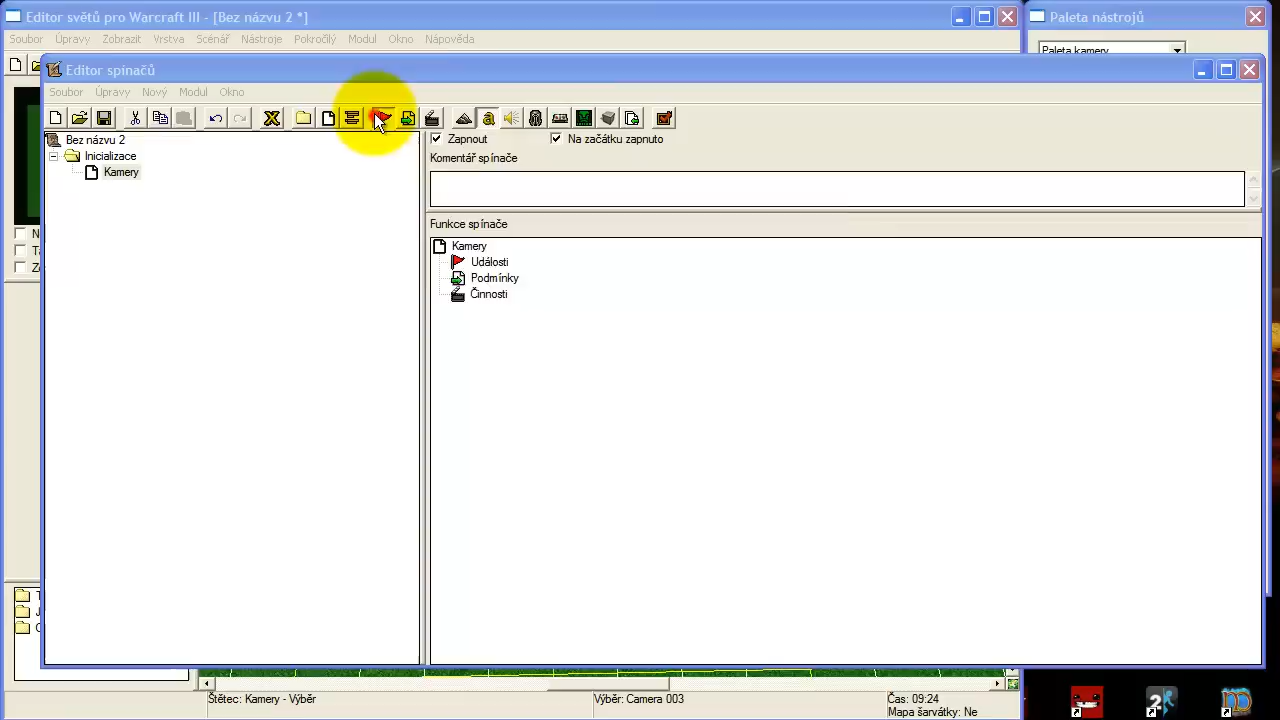 Editor světů pro Warcraft III - [Bez názvu 2 *]
Paleta nástrojů
Soubor Úpravy Zobrazit Vrstva Scénář Nástroje Pokročilý Modul Okno Nápověda
Paleta kamery
Editor spínačů
Soubor Úpravy Nový Modul Okno
Bez názvu 2
Inicializace
Kamery
Zapnout
Na začátku zapnuto
Komentář spínače
Funkce spínače
Kamery
Události
Podmínky
Činnosti
Štětec: Kamery - Výběr
Výběr: Camera 003
Čas: 09:24
Mapa šarvátky: Ne